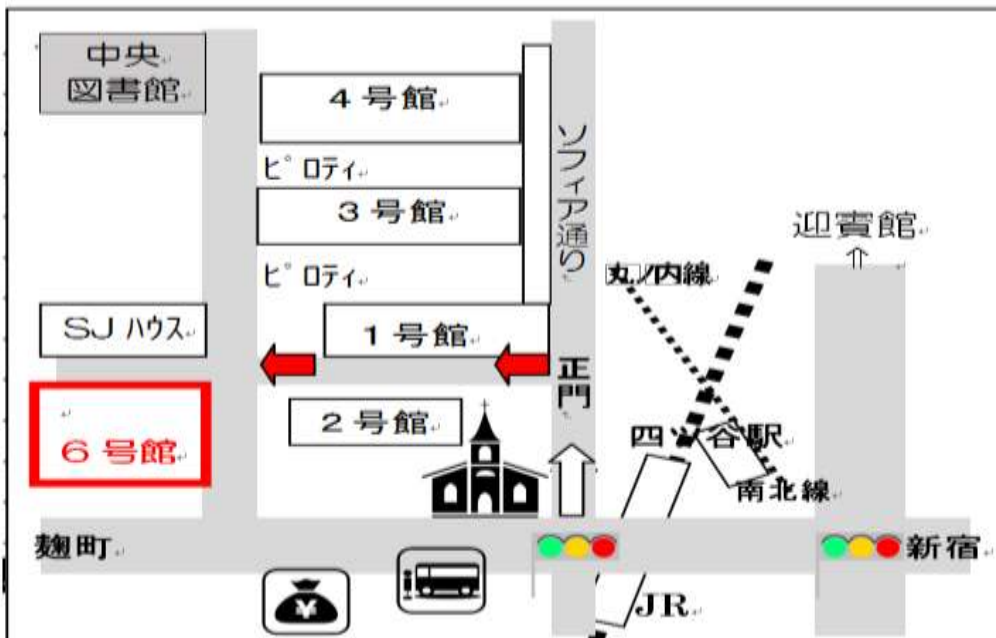 中央
図書館
4号館
ピロティ
3号館
ピロティ
ソフィア通り
迎賓館
丸ノ内線
SJハウス
1号館
正門
2号館
6号館
四ツ谷駅
南北線
麹町
新宿
¥
JR